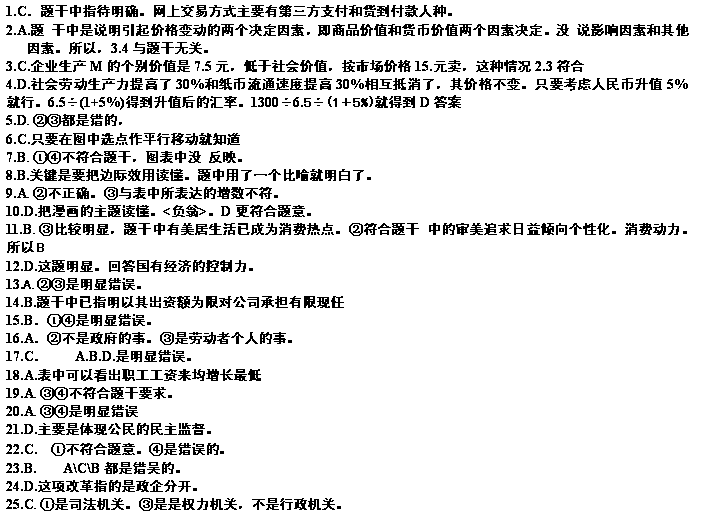 1.C．题干中指待明确。网上交易方式主要有第三方支付和货到付款人种。
2.A.题 干中是说明引起价格变动的两个决定因素，即商品价值和货币价值两个因素决定。没 说影响因素和其他
因素。所以，3.4 与题干无关。
3.C.企业生产 M 的个别价值是 7.5 元，低于社会价值，按市场价格 15.元卖，这种情况 2.3 符合
4.D.社会劳动生产力提高了 30%和纸币流通速度提高 30%相互抵消了，其价格不变。只要考虑人民币升值 5%
就行。6.5÷(1+5%)得到升值后的汇率。1300÷6.5÷(1＋5%)就得到 D 答案
5.D. ②③都是错的，
6.C.只要在图中选点作平行移动就知道
7.B. ①④不符合题干，图表中没 反映。
8.B.关键是要把边际效用读懂。题中用了一个比喻就明白了。
9.A. ②不正确。③与表中所表达的增数不符。
10.D.把漫画的主题读懂。<负翁>。D 更符合题意。
11.B. ③比较明显，题干中有美居生活已成为消费热点。②符合题干 中的审美追求日益倾向个性化。消费动力。
所以 B
12.D.这题明显。回答国有经济的控制力。
13.A. ②③是明显错误。
14.B.题干中已指明以其出资额为限对公司承担有限现任
15.B．①④是明显错误。
16.A．②不是政府的事。③是劳动者个人的事。
17.C． A.B.D.是明显错误。
18.A.表中可以看出职工工资来均增长最低
19.A. ③④不符合题干要求。
20.A. ③④是明显错误
21.D.主要是体现公民的民主监督。
22.C． ①不符合题意。④是错误的。
23.B． A\C\B 都是错吴的。
24.D.这项改革指的是政企分开。
25.C. ①是司法机关。③是是权力机关，不是行政机关。